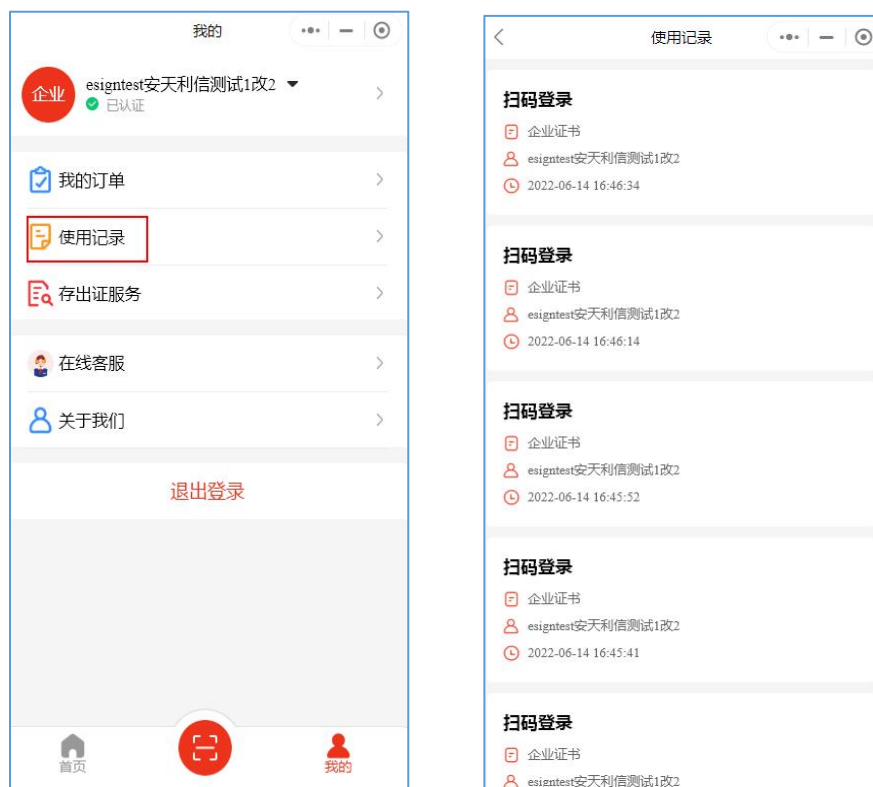 我的
企业
esigntest安天利信测试1改2
已认证
我的订单
使用记录
存出证服务
在线客服
关于我们
退出登录
首页
我的
使用记录
扫码登录
企业证书
esigntest安天利信测试1改2
2022-06-14 16:46:34
扫码登录
企业证书
esigntest安天利信测试1改2
2022-06-14 16:46:14
扫码登录
企业证书
esigntest安天利信测试1改2
2022-06-14 16:45:52
扫码登录
企业证书
esigntest安天利信测试1改2
2022-06-14 16:45:41
扫码登录
企业证书
esigntest安天利信测试1改2